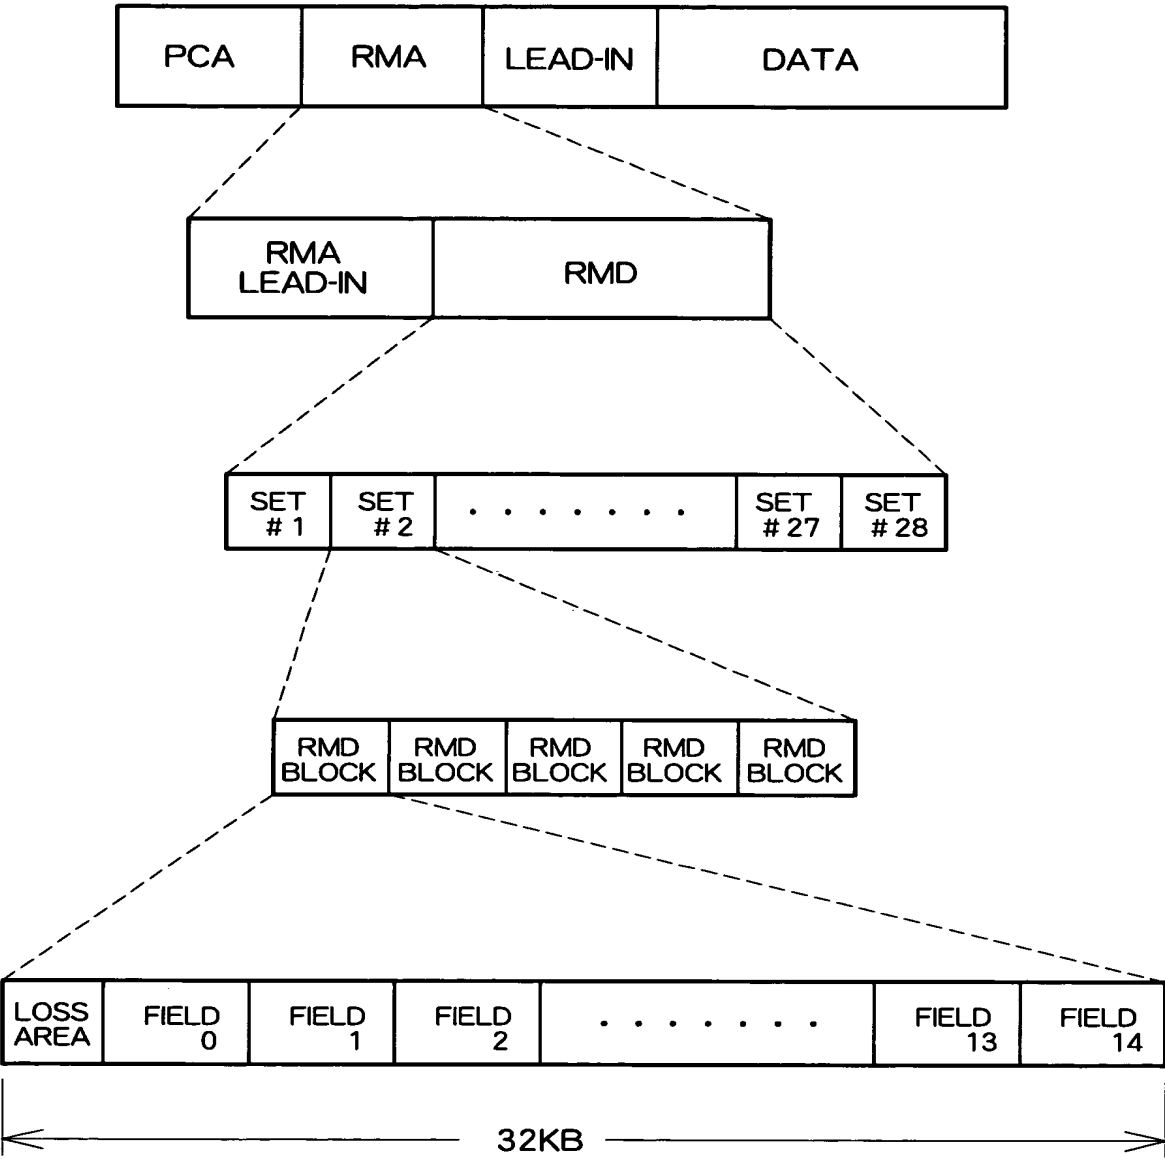 PCA
RMA
LEAD-IN
DATA
RMA
LEAD-IN
RMD
SET
# 1
SET
# 2
SET
# 27
SET
# 28
RMD
BLOCK
RMD
BLOCK
RMD
BLOCK
RMD
BLOCK
RMD
BLOCK
LOSS
AREA
FIELD
0
FIELD
1
FIELD
2
FIELD
13
FIELD
14
32KB